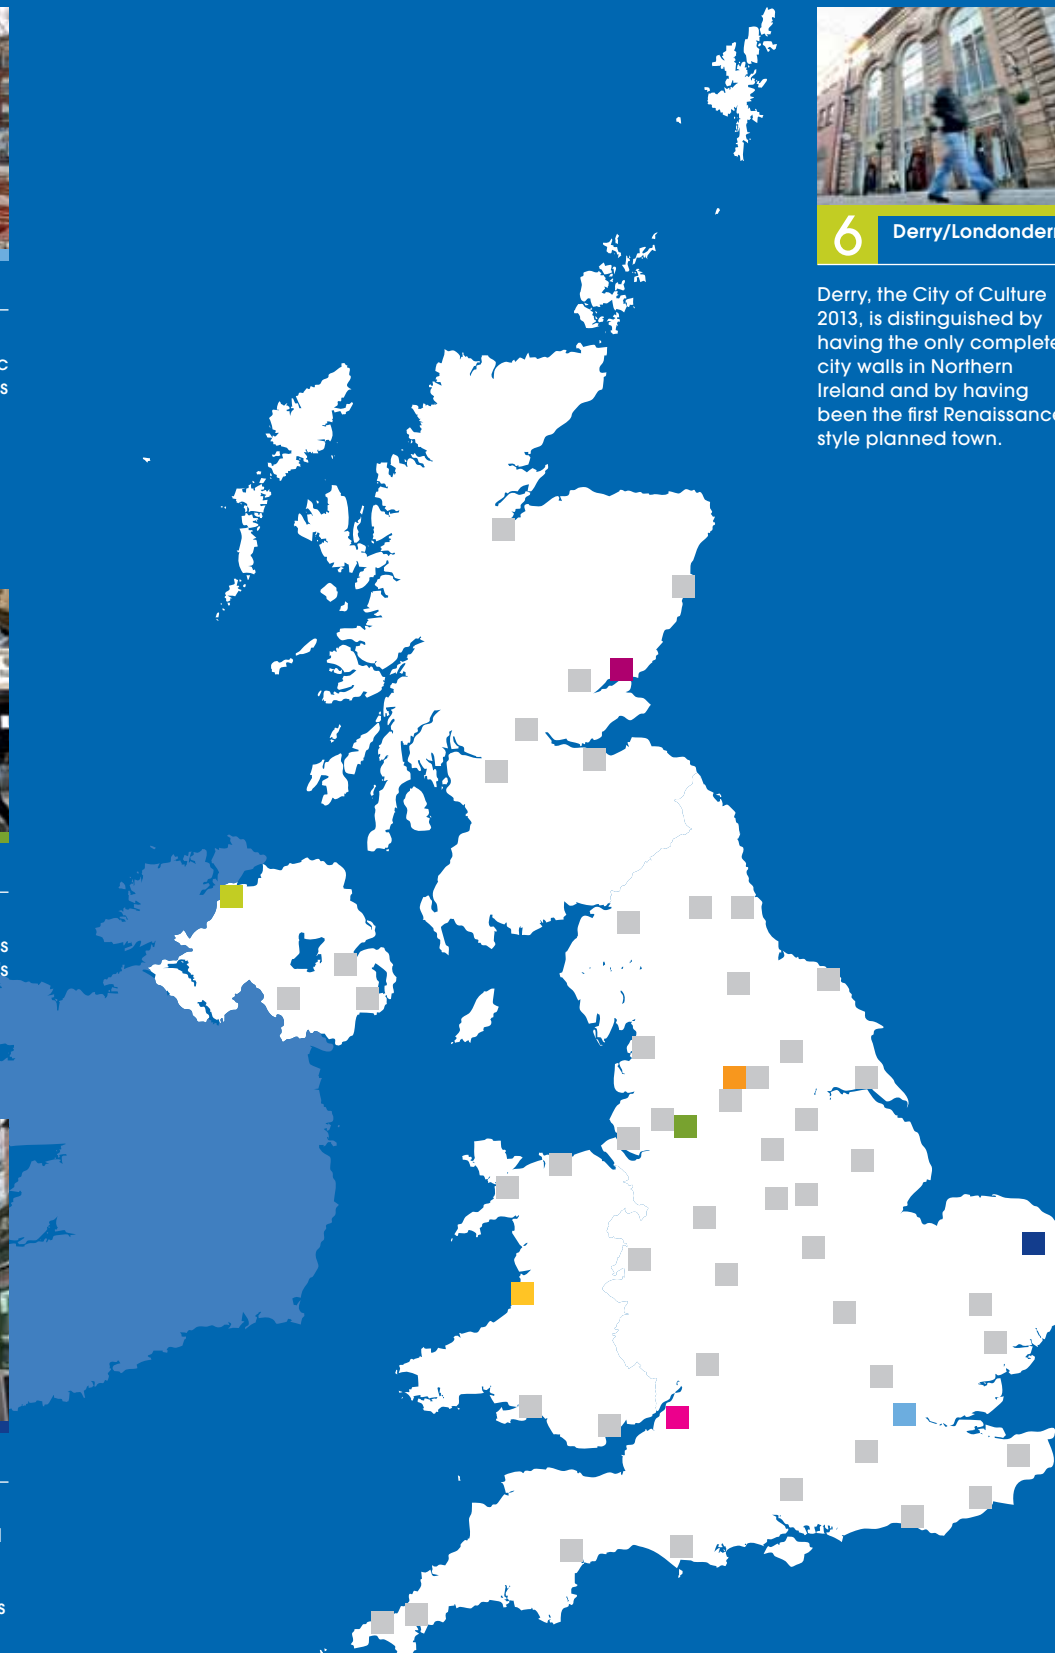 6
Derry/Londonder
Derry, the City of Culture
2013, is distinguished by
having the only complete
city walls in Northern
Ireland and by having
been the first Renaissance
style planned town.
c
s
s
s
s